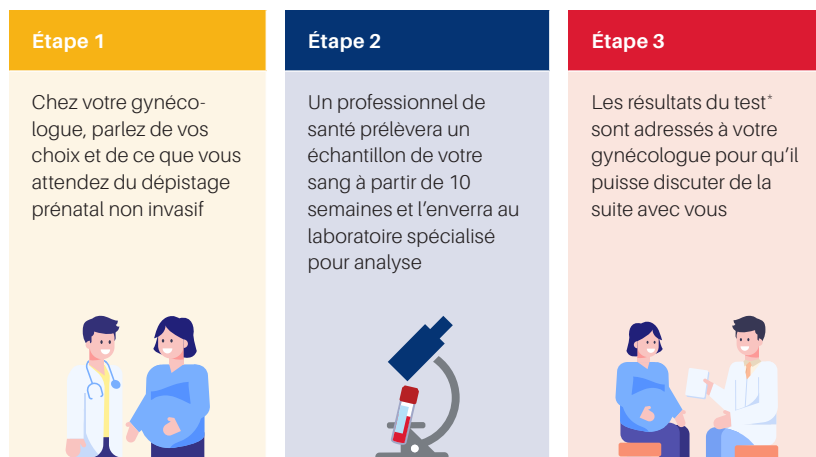 Étape 1
Chez votre gynéco-
logue, parlez de vos
choix et de ce que vous
attendez du dépistage
prénatal non invasif
Étape 2
Un professionnel de
santé prélèvera un
échantillon de votre
sang à partir de 10
semaines et l’enverra au
laboratoire spécialisé
pour analyse
Étape 3
Les résultats du test*
sont adressés à votre
gynécologue pour qu’il
puisse discuter de la
suite avec vous